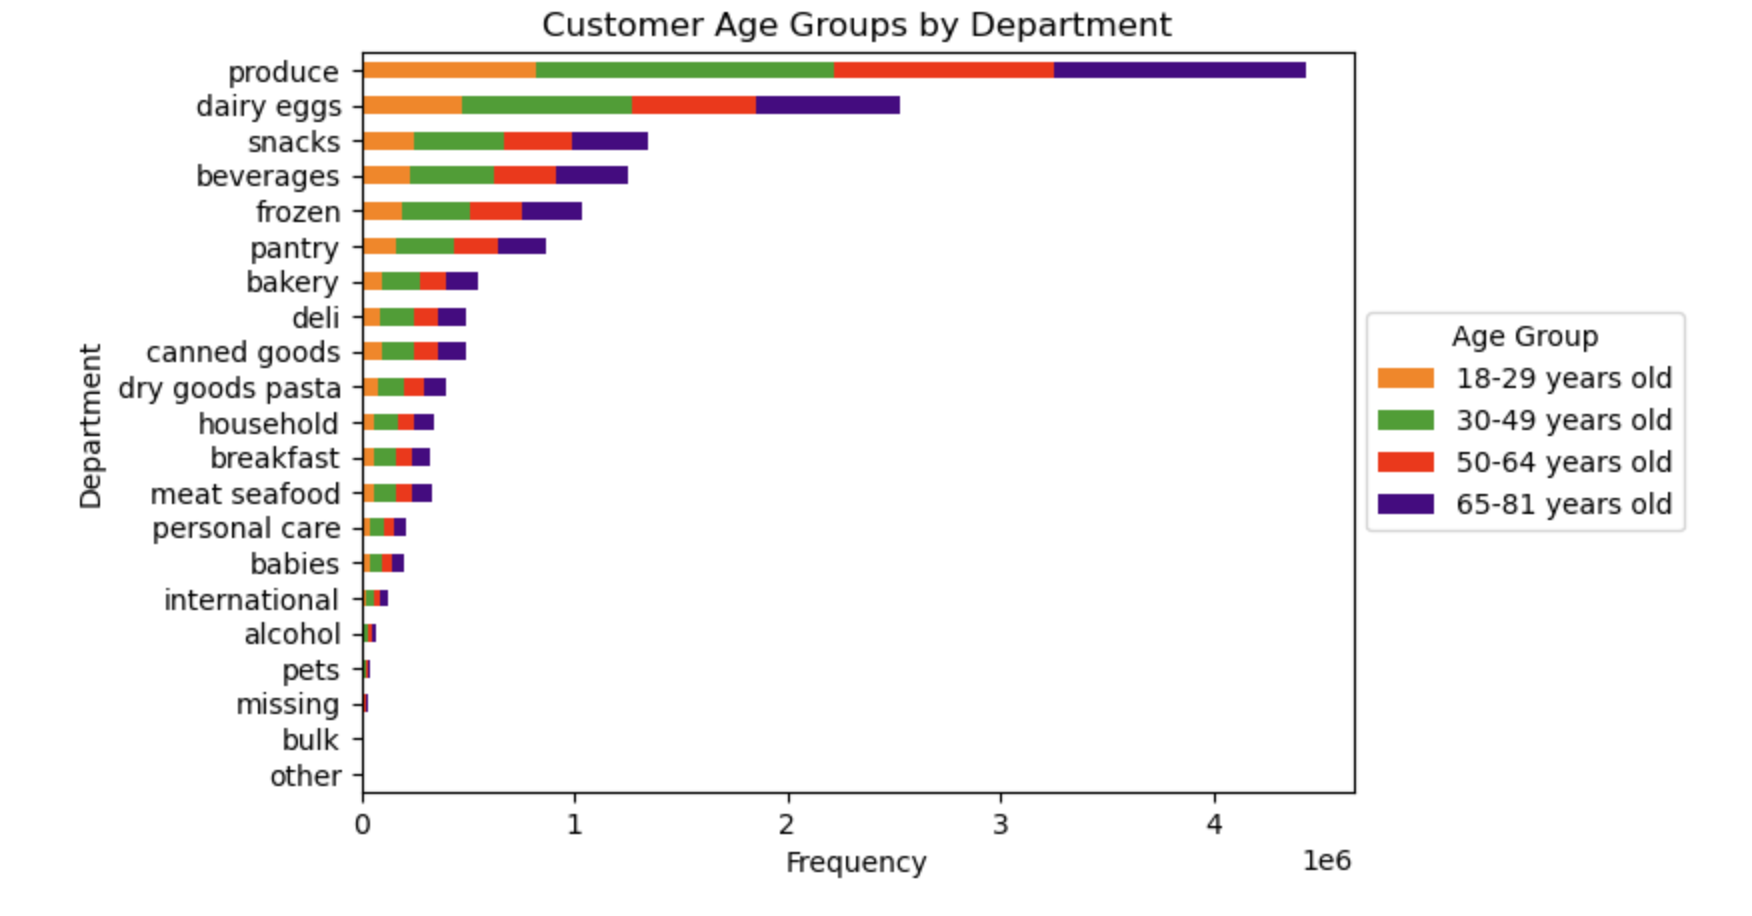 Customer Age Groups by Department
produce
dairy eggs
snacks
beverages
frozen
pantry
bakery
deli
canned goods
dry goods pasta
household
breakfast
meat seafood
personal care
babies
international
alcohol
pets
missing
bulk
other
Department
0 1 2 3 4
1e6
Frequency
Age Group
18-29 years old
30-49 years old
50-64 years old
65-81 years old